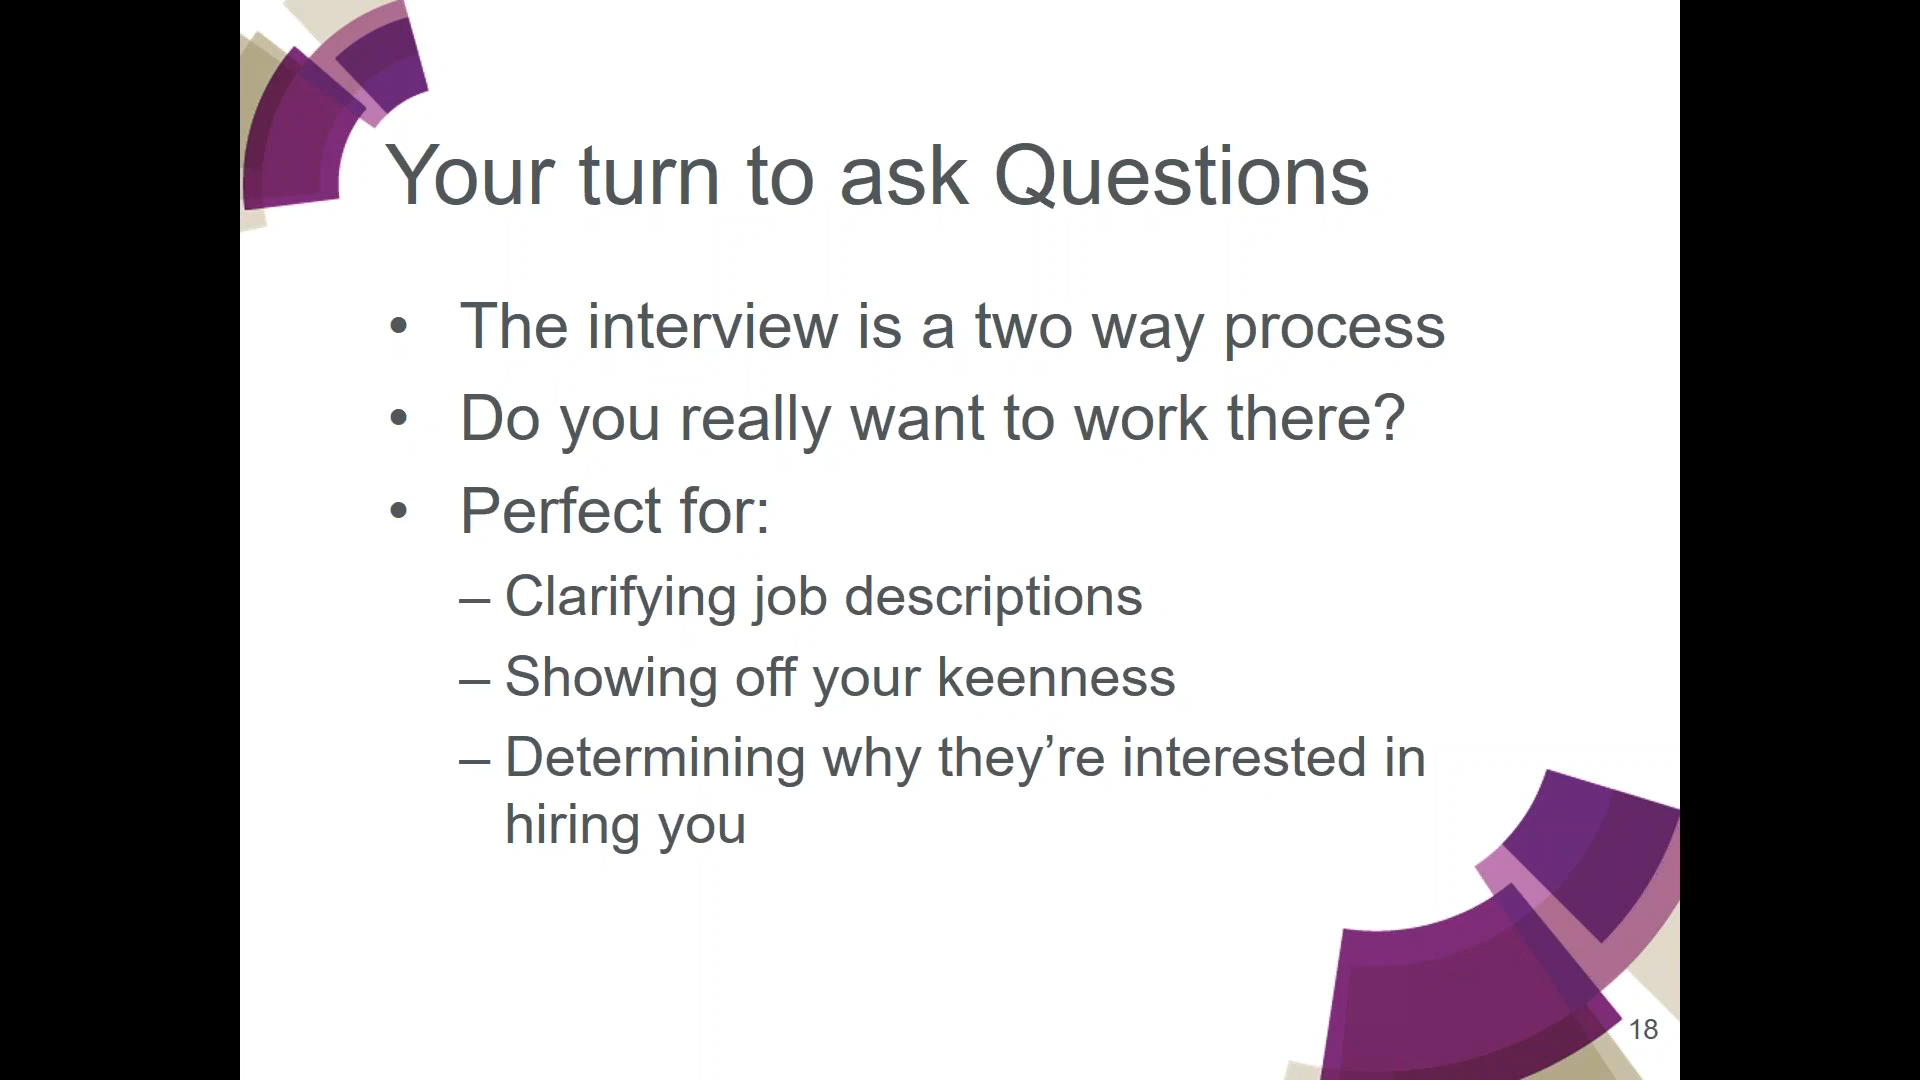 Your turn to ask Questions
• The interview is a two way process
• Do you really want to work there?
• Perfect for:
– Clarifying job descriptions
– Showing off your keenness
– Determining why they’re interested in
hiring you
18